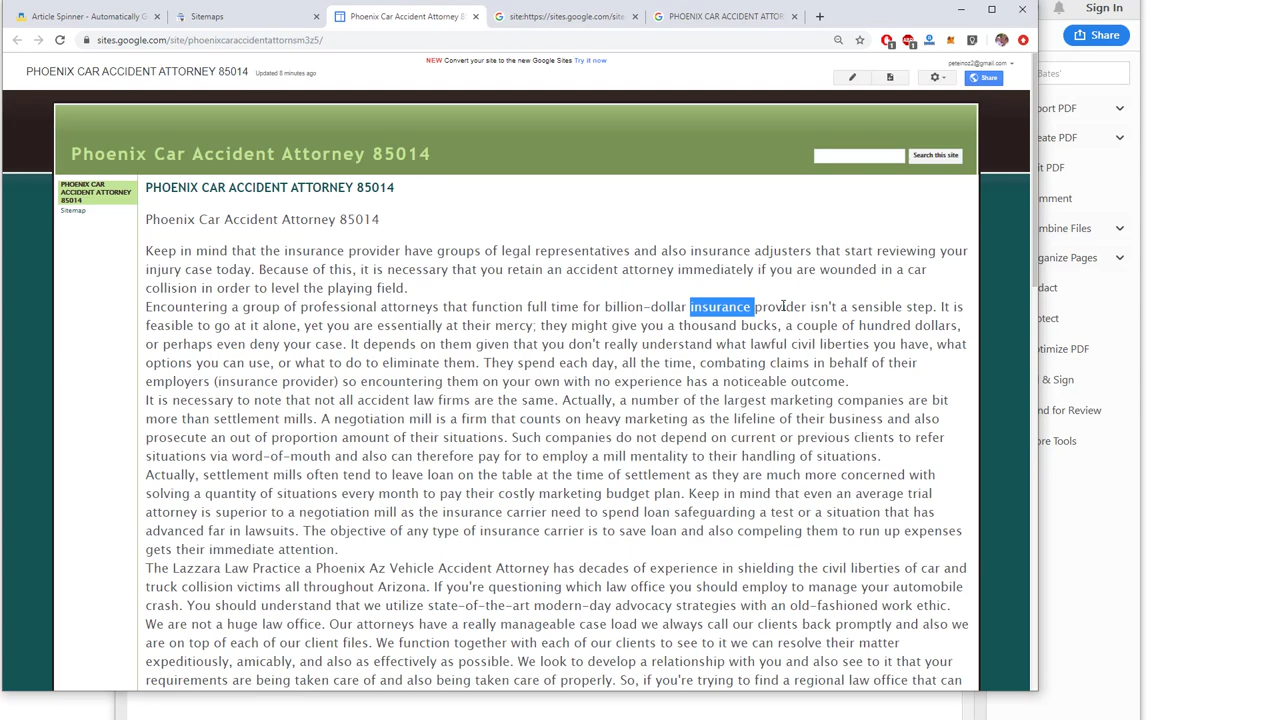 Article Spinner - Automatically G
Sitemaps
Phoenix Car Accident Attorney 8
site:https://sites.google.com/site/
PHOENIX CAR ACCIDENT ATTOR
Sign In
sites.google.com/site/phoenixcaraccidentattornsm3z5/
Share
NEW Convert your site to the new Google Sites Try it now
peteinoz2@gmail.com
PHOENIX CAR ACCIDENT ATTORNEY 85014 Updated 8 minutes ago
Share
Bates'
port PDF
Phoenix Car Accident Attorney 85014
Search this site
eate PDF
it PDF
PHOENIX CAR ACCIDENT ATTORNEY 85014
Sitemap
PHOENIX CAR ACCIDENT ATTORNEY 85014
mment
Phoenix Car Accident Attorney 85014
mbine Files
Keep in mind that the insurance provider have groups of legal representatives and also insurance adjusters that start reviewing your
rganize Pages
injury case today. Because of this, it is necessary that you retain an accident attorney immediately if you are wounded in a car
collision in order to level the playing field.
dact
Encountering a group of professional attorneys that function full time for billion-dollar insurance provider isn't a sensible step. It is
otect
feasible to go at it alone, yet you are essentially at their mercy; they might give you a thousand bucks, a couple of hundred dollars,
or perhaps even deny your case. It depends on them given that you don't really understand what lawful civil liberties you have, what
ptimize PDF
options you can use, or what to do to eliminate them. They spend each day, all the time, combating claims in behalf of their
employers (insurance provider) so encountering them on your own with no experience has a noticeable outcome.
& Sign
It is necessary to note that not all accident law firms are the same. Actually, a number of the largest marketing companies are bit
nd for Review
more than settlement mills. A negotiation mill is a firm that counts on heavy marketing as the lifeline of their business and also
prosecute an out of proportion amount of their situations. Such companies do not depend on current or previous clients to refer
ore Tools
situations via word-of-mouth and also can therefore pay for to employ a mill mentality to their handling of situations.
Actually, settlement mills often tend to leave loan on the table at the time of settlement as they are much more concerned with
solving a quantity of situations every month to pay their costly marketing budget plan. Keep in mind that even an average trial
attorney is superior to a negotiation mill as the insurance carrier need to spend loan safeguarding a test or a situation that has
advanced far in lawsuits. The objective of any type of insurance carrier is to save loan and also compeling them to run up expenses
gets their immediate attention.
The Lazzara Law Practice a Phoenix Az Vehicle Accident Attorney has decades of experience in shielding the civil liberties of car and
truck collision victims all throughout Arizona. If you're questioning which law office you should employ to manage your automobile
crash. You should understand that we utilize state-of-the-art modern-day advocacy strategies with an old-fashioned work ethic.
We are not a huge law office. Our attorneys have a really manageable case load we always call our clients back promptly and also we
are on top of each of our client files. We function together with each of our clients to see to it we can resolve their matter
expeditiously, amicably, and also as effectively as possible. We look to develop a relationship with you and also see to it that your
requirements are being taken care of and also being taken care of properly. So, if you're trying to find a regional law office that can